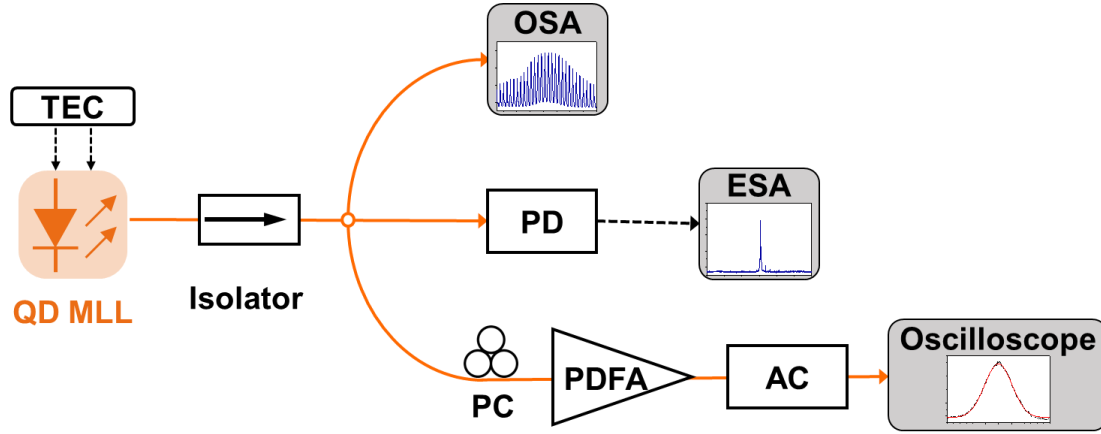 OSA
TEC
ESA
PD
QD MLL
Isolator
Oscilloscope
PDFA
AC
PC